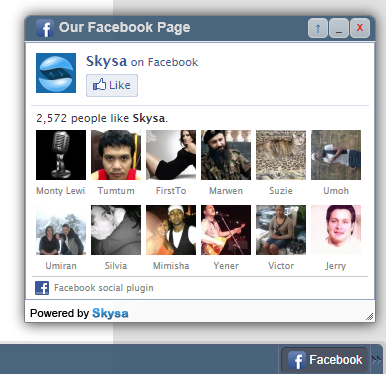 Our Facebook Page
↑ _ X
Skysa on Facebook
Like
2,572 people like Skysa.
Monty Lewi Tumtum FirstTo Marwen Suzie Umoh
Umiran Silvia Mimisha Yener Victor Jerry
Facebook social plugin
Powered by Skysa
Facebook »